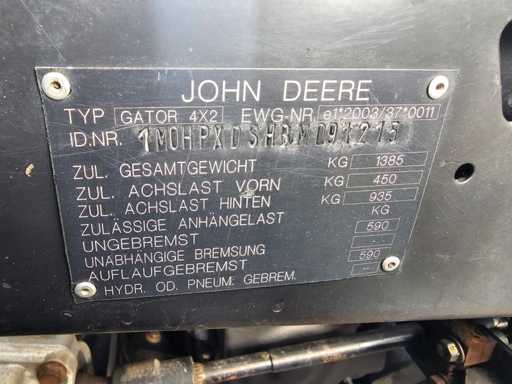 JOHN DEERE
TYP GATOR 4X2 EWG-NR. e1*2003/37*0011
ID.NR. 1M0HPXDSHBMD91215
ZUL. GESAMTGEWICHT KG 1385
ZUL. ACHSLAST VORN KG 450
ZUL. ACHSLAST HINTEN KG 935
ZULÄSSIGE ANHÄNGELAST KG
UNGEBREMST 590
UNABHÄNGIGE BREMSUNG -
AUFLAUFGEBREMST 590
HYDR. OD. PNEUM. GEBREM. -